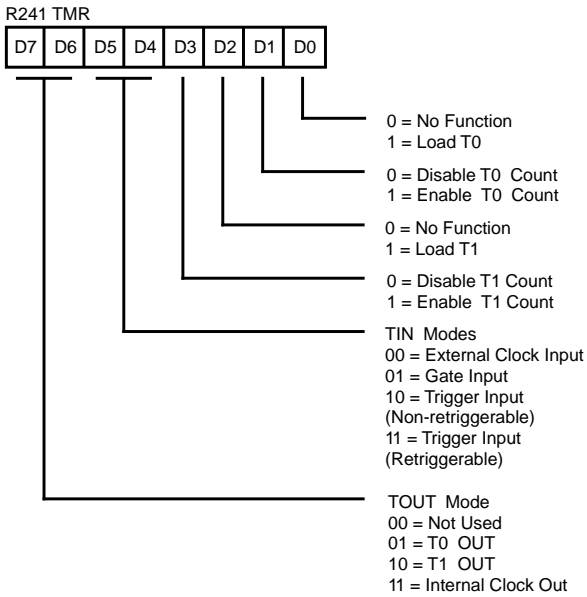 R241 TMR
D7 D6 D5 D4 D3 D2 D1 D0
0 = No Function
1 = Load T0
0 = Disable T0 Count
1 = Enable T0 Count
0 = No Function
1 = Load T1
0 = Disable T1 Count
1 = Enable T1 Count
TIN Modes
00 = External Clock Input
01 = Gate Input
10 = Trigger Input
(Non-retriggerable)
11 = Trigger Input
(Retriggerable)
TOUT Mode
00 = Not Used
01 = T0 OUT
10 = T1 OUT
11 = Internal Clock Out